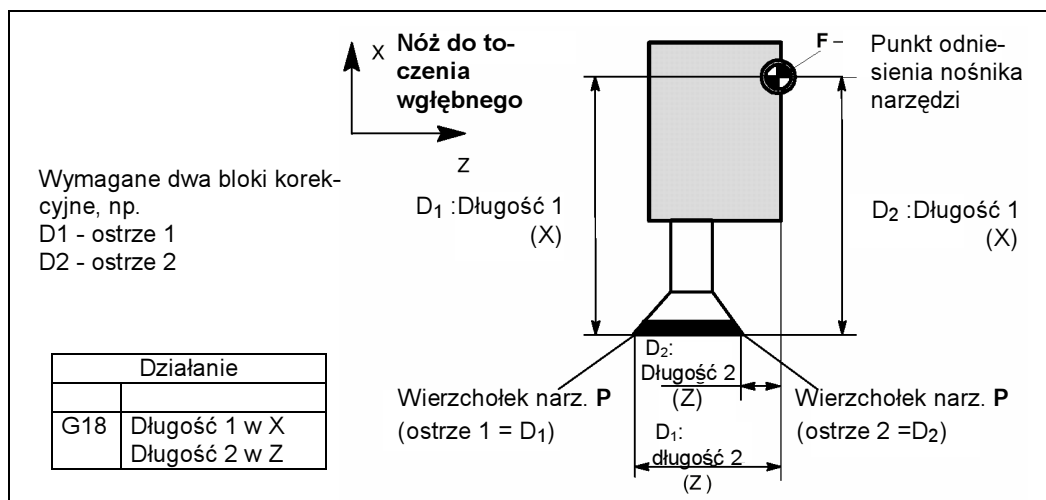 X
Nóż do to-
czenia
wgłębnego
F –
Punkt odnie-
sienia nośnika
narzędzi
Z
Wymagane dwa bloki korek-
cyjne, np.
D1 - ostrze 1
D2 - ostrze 2
D1 :Długość 1
(X)
D2 :Długość 1
(X)
Działanie
G18 Długość 1 w X
Długość 2 w Z
Wierzchołek narz. P
(ostrze 1 = D1)
D2:
Długość 2
(Z)
D1:
długość 2
(Z)
Wierzchołek narz. P
(ostrze 2 =D2)